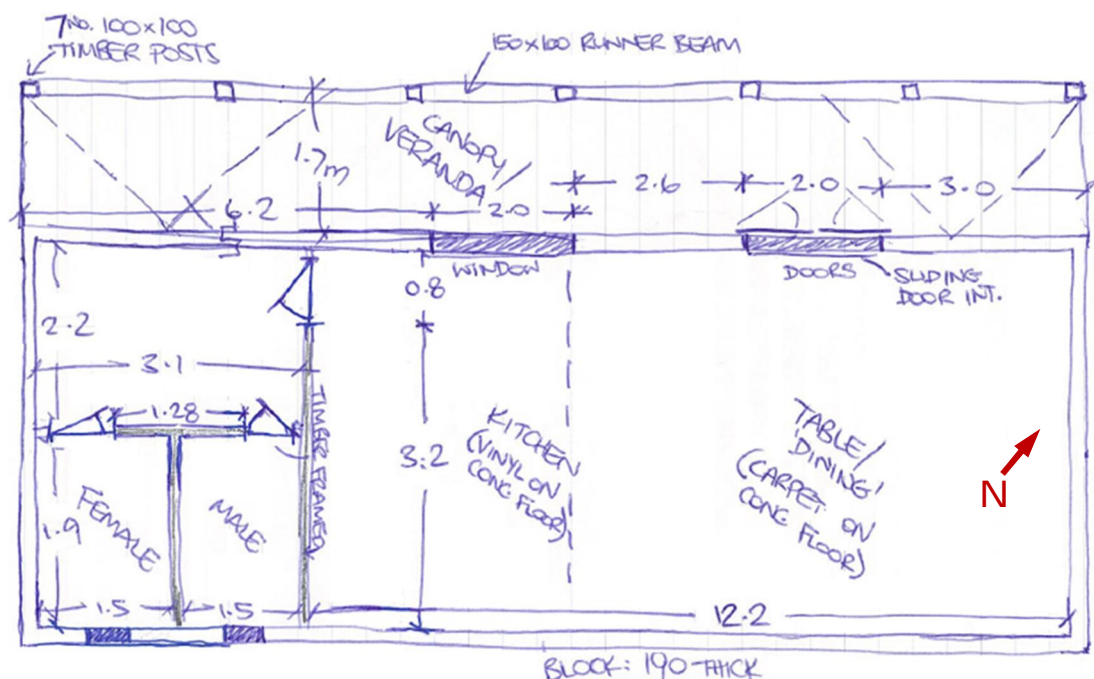 7No. 100x100
TIMBER POSTS
150x100 RUNNER BEAM
CANOPY/
VERANDA
1.7m
6.2
2.0
2.6
2.0
3.0
WINDOW
DOORS
SLIDING
DOOR INT.
0.8
2.2
3.1
1.28
TIMBER FRAMED
3.2
KITCHEN
(VINYL ON
CONC FLOOR)
TABLE/
DINING
(CARPET ON
CONC FLOOR)
N
FEMALE
MALE
1.9
1.5
1.5
12.2
BLOCK: 190 THICK